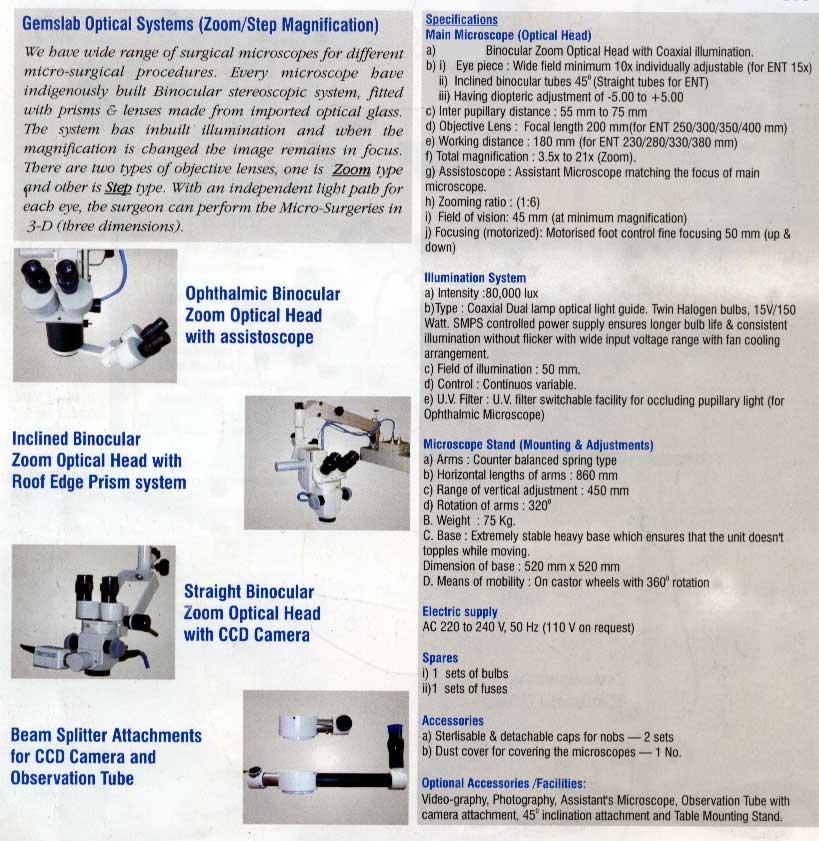 Gemslab Optical Systems (Zoom/Step Magnification)
We have wide range of surgical microscopes for different
micro-surgical procedures. Every microscope have
indigenously built Binocular stereoscopic system, fitted
with prisms & lenses made from imported optical glass.
The system has inbuilt illumination and when the
magnification is changed the image remains in focus.
There are two types of objective lenses, one is Zoom type
and other is Step type. With an independent light path for
each eye, the surgeon can perform the Micro-Surgeries in
3-D (three dimensions).
Ophthalmic Binocular
Zoom Optical Head
with assistoscope
Inclined Binocular
Zoom Optical Head with
Roof Edge Prism system
Straight Binocular
Zoom Optical Head
with CCD Camera
Beam Splitter Attachments
for CCD Camera and
Observation Tube
Specifications
Main Microscope (Optical Head)
a) Binocular Zoom Optical Head with Coaxial illumination.
b) i) Eye piece : Wide field minimum 10x individually adjustable (for ENT 15x)
ii) Inclined binocular tubes 45⁰ (Straight tubes for ENT)
iii) Having dioptric adjustment of -5.00 to +5.00
c) Inter pupillary distance : 55 mm to 75 mm
d) Objective Lens : Focal length 200 mm(for ENT 250/300/350/400 mm)
e) Working distance : 180 mm (for ENT 230/280/330/380 mm)
f) Total magnification : 3.5x to 21x (Zoom).
g) Assistoscope : Assistant Microscope matching the focus of main
microscope.
h) Zooming ratio : (1:6)
i) Field of vision: 45 mm (at minimum magnification)
j) Focusing (motorized): Motorised foot control fine focusing 50 mm (up &
down)
Illumination System
a) Intensity :80,000 lux
b)Type : Coaxial Dual lamp optical light guide. Twin Halogen bulbs, 15V/150
Watt. SMPS controlled power supply ensures longer bulb life & consistent
illumination without flicker with wide input voltage range with fan cooling
arrangement.
c) Field of illumination : 50 mm.
d) Control : Continuos variable.
e) U.V. Filter : U.V. filter switchable facility for occluding pupillary light (for
Ophthalmic Microscope)
Microscope Stand (Mounting & Adjustments)
a) Arms : Counter balanced spring type
b) Horizontal lengths of arms : 860 mm
c) Range of vertical adjustment : 450 mm
d) Rotation of arms : 320⁰
B. Weight : 75 Kg.
C. Base : Extremely stable heavy base which ensures that the unit doesn't
topples while moving.
Dimension of base : 520 mm x 520 mm
D. Means of mobility : On castor wheels with 360⁰ rotation
Electric supply
AC 220 to 240 V, 50 Hz (110 V on request)
Spares
i) 1 sets of bulbs
ii)1 sets of fuses
Accessories
a) Sterlisable & detachable caps for nobs — 2 sets
b) Dust cover for covering the microscopes — 1 No.
Optional Accessories /Facilities:
Video-graphy, Photography, Assistant's Microscope, Observation Tube with
camera attachment, 45⁰ inclination attachment and Table Mounting Stand.